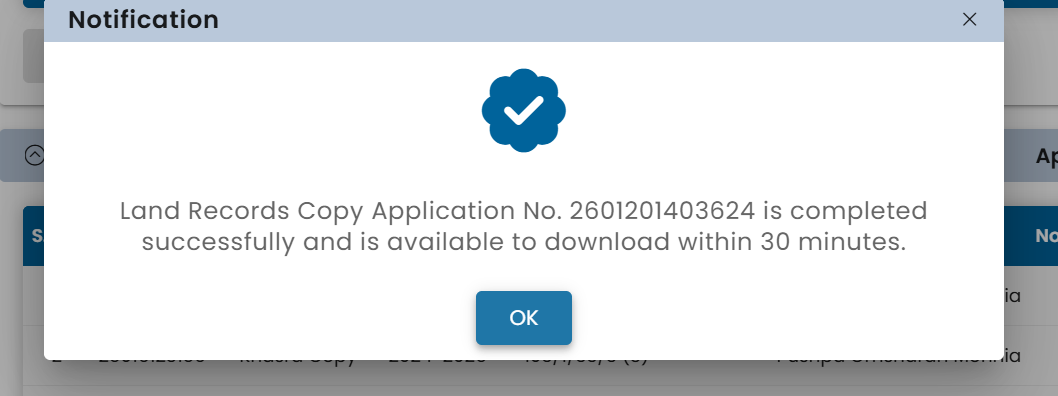 Notification
Land Records Copy Application No. 2601201403624 is completed
successfully and is available to download within 30 minutes.
OK